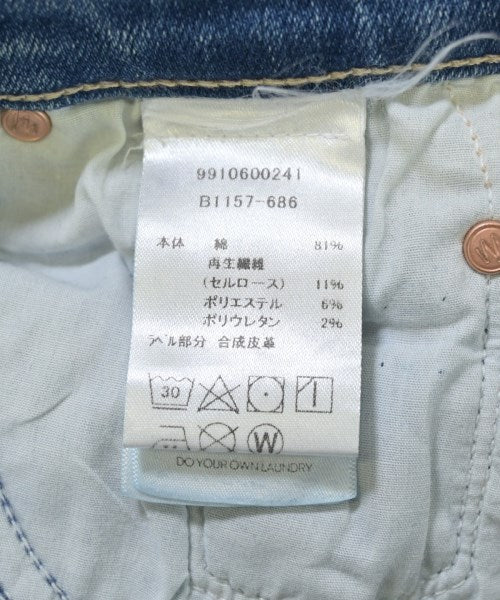 9910600241
B1157-686
本体 綿 81%
再生繊維
(セルロース) 11%
ポリエステル 6%
ポリウレタン 2%
ラベル部分 合成皮革
30
W
DO YOUR OWN LAUNDRY